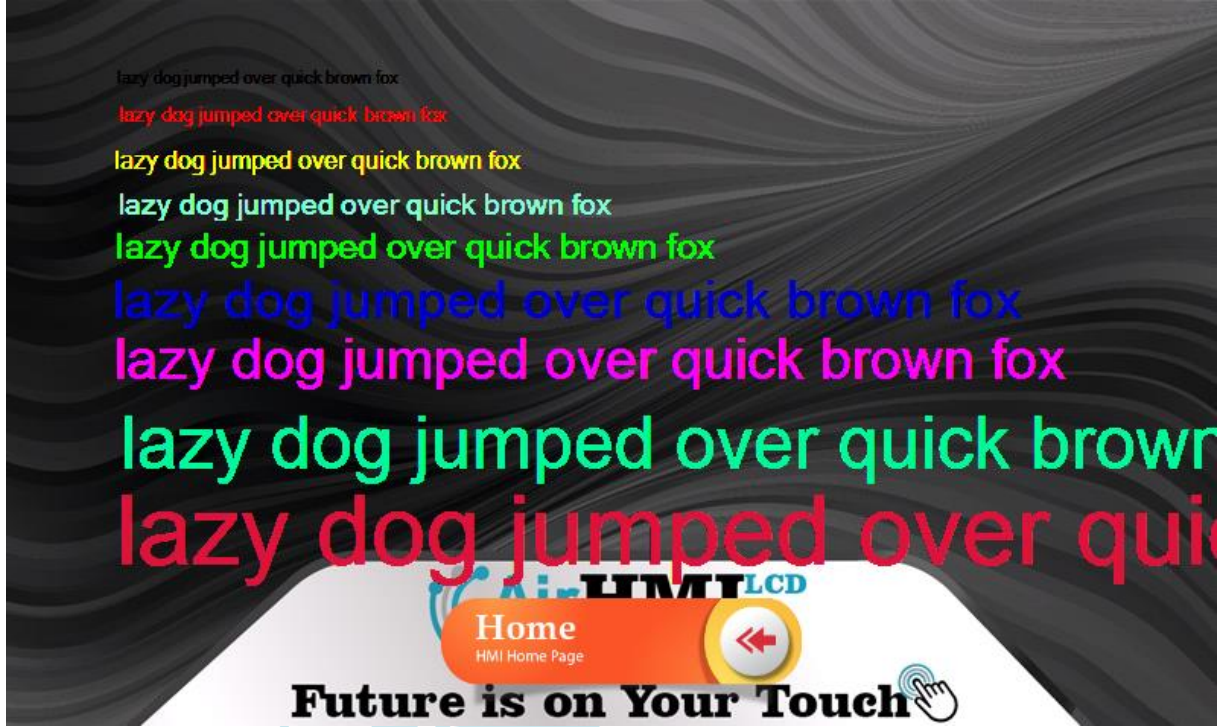 lazy dog jumped over quick brown fox
lazy dog jumped over quick brown fox
lazy dog jumped over quick brown fox
lazy dog jumped over quick brown fox
lazy dog jumped over quick brown fox
lazy dog jumped over quick brown fox
lazy dog jumped over quick brown fox
lazy dog jumped over quick brown
lazy dog jumped over quic
AirHMI LCD
Home
HMI Home Page
Future is on Your Touch